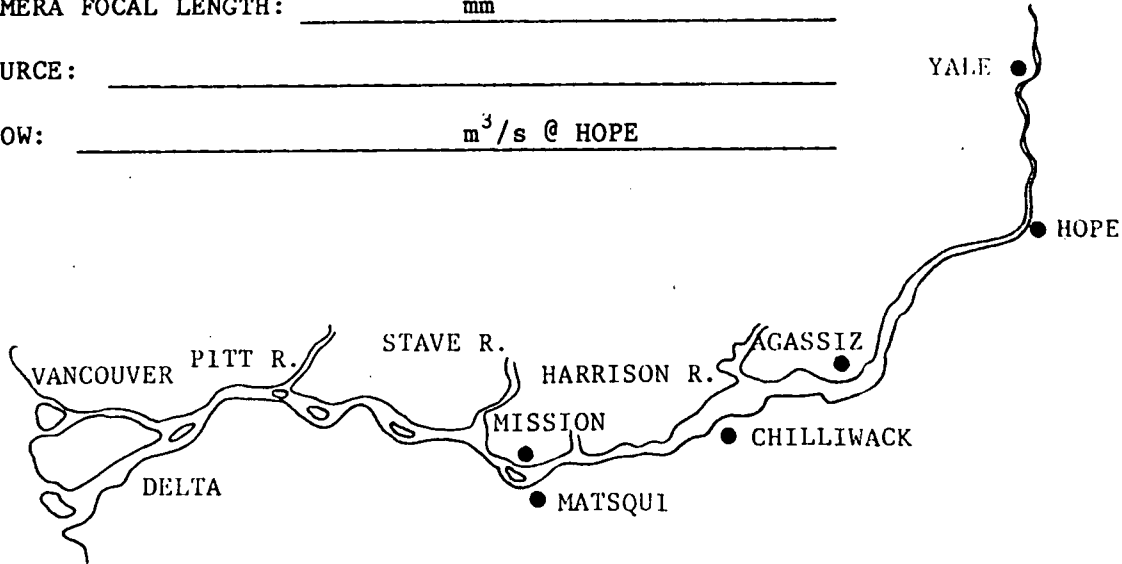 MERA FOCAL LENGTH: mm
URCE:
OW: m³/s @ HOPE
YALE
HOPE
STAVE R.
AGASSIZ
PITT R.
VANCOUVER
HARRISON R.
MISSION
CHILLIWACK
DELTA
MATSQUI